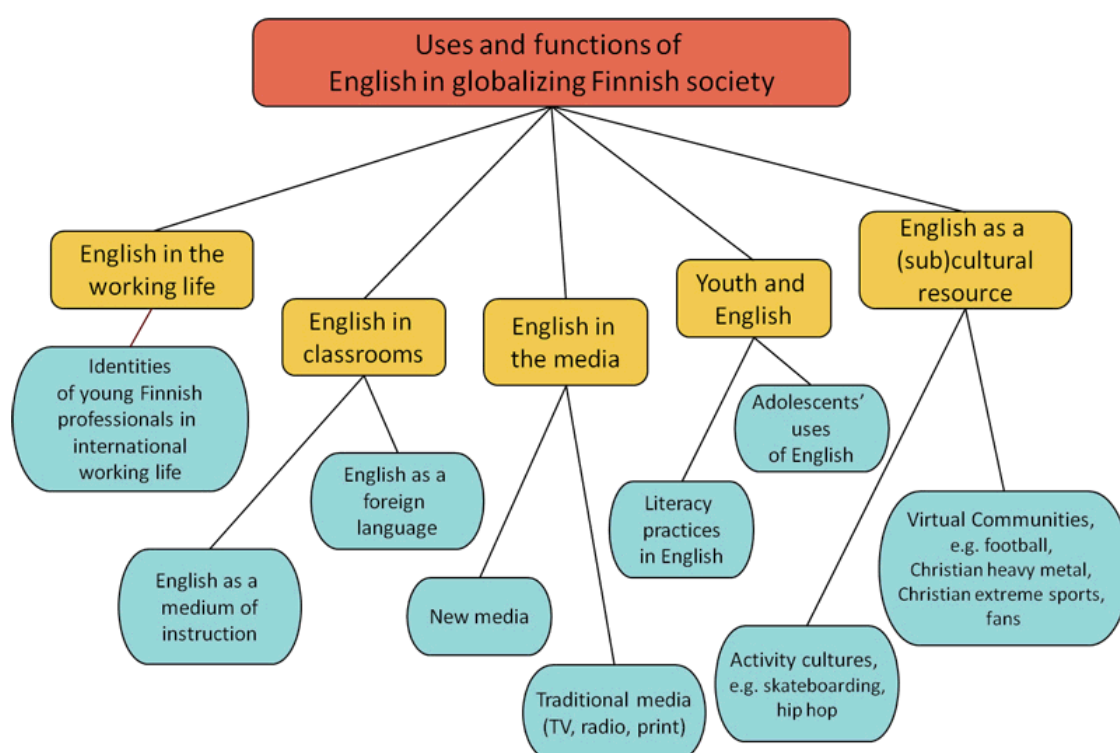 Uses and functions of
English in globalizing Finnish society
English in the
working life
Identities
of young Finnish
professionals in
international
working life
English in
classrooms
English as a
medium of
instruction
English as a
foreign
language
English in
the media
New media
Traditional media
(TV, radio, print)
Youth and
English
Literacy
practices
in English
Adolescents’
uses
of English
English as a
(sub)cultural
resource
Activity cultures,
e.g. skateboarding,
hip hop
Virtual Communities,
e.g. football,
Christian heavy metal,
Christian extreme sports,
fans